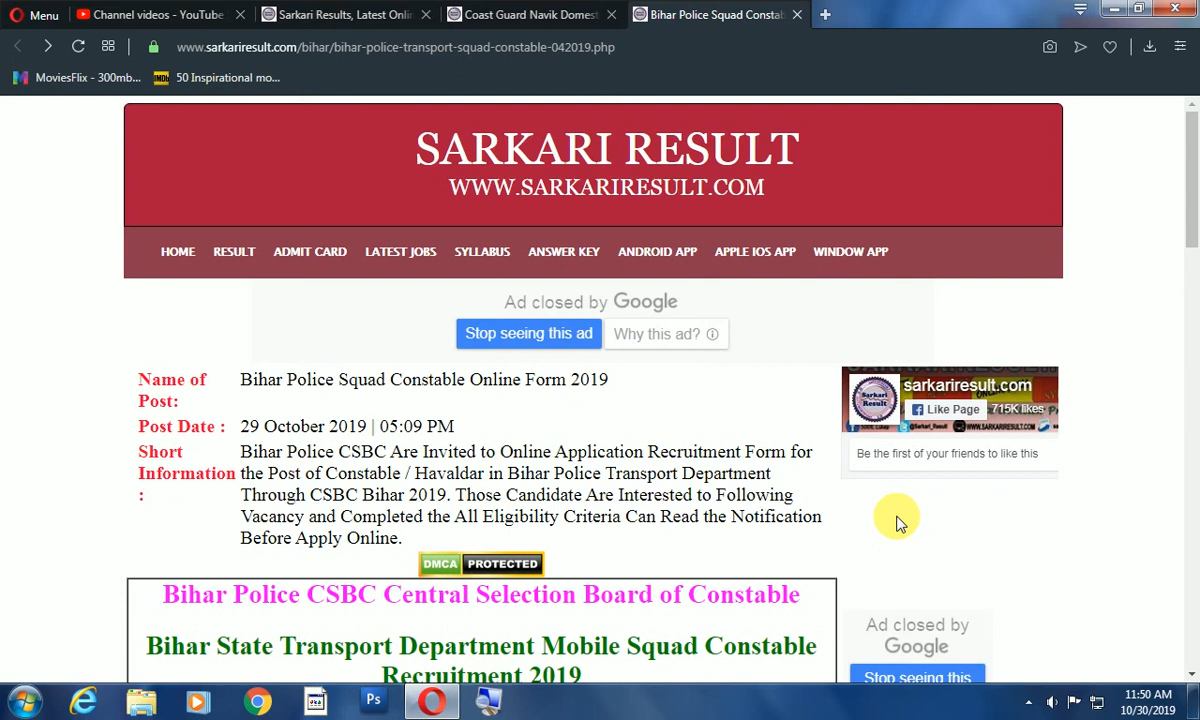 Menu
Channel videos - YouTube
Sarkari Results, Latest Onlin
Coast Guard Navik Domest
Bihar Police Squad Constab
www.sarkariresult.com/bihar/bihar-police-transport-squad-constable-042019.php
MoviesFlix - 300mb...
IMDb
50 Inspirational mo...
SARKARI RESULT
WWW.SARKARIRESULT.COM
HOME RESULT ADMIT CARD LATEST JOBS SYLLABUS ANSWER KEY ANDROID APP APPLE IOS APP WINDOW APP
Ad closed by Google
Stop seeing this ad
Why this ad?
Name of Post:
Bihar Police Squad Constable Online Form 2019
Post Date :
29 October 2019 | 05:09 PM
Short Information :
Bihar Police CSBC Are Invited to Online Application Recruitment Form for
the Post of Constable / Havaldar in Bihar Police Transport Department
Through CSBC Bihar 2019. Those Candidate Are Interested to Following
Vacancy and Completed the All Eligibility Criteria Can Read the Notification
Before Apply Online.
sarkariresult.com
Sarkari Result
Like Page
715K likes
Be the first of your friends to like this
DMCA PROTECTED
Bihar Police CSBC Central Selection Board of Constable
Bihar State Transport Department Mobile Squad Constable
Recruitment 2019
Ad closed by
Google
Stop seeing this ad
Ps
11:50 AM
10/30/2019